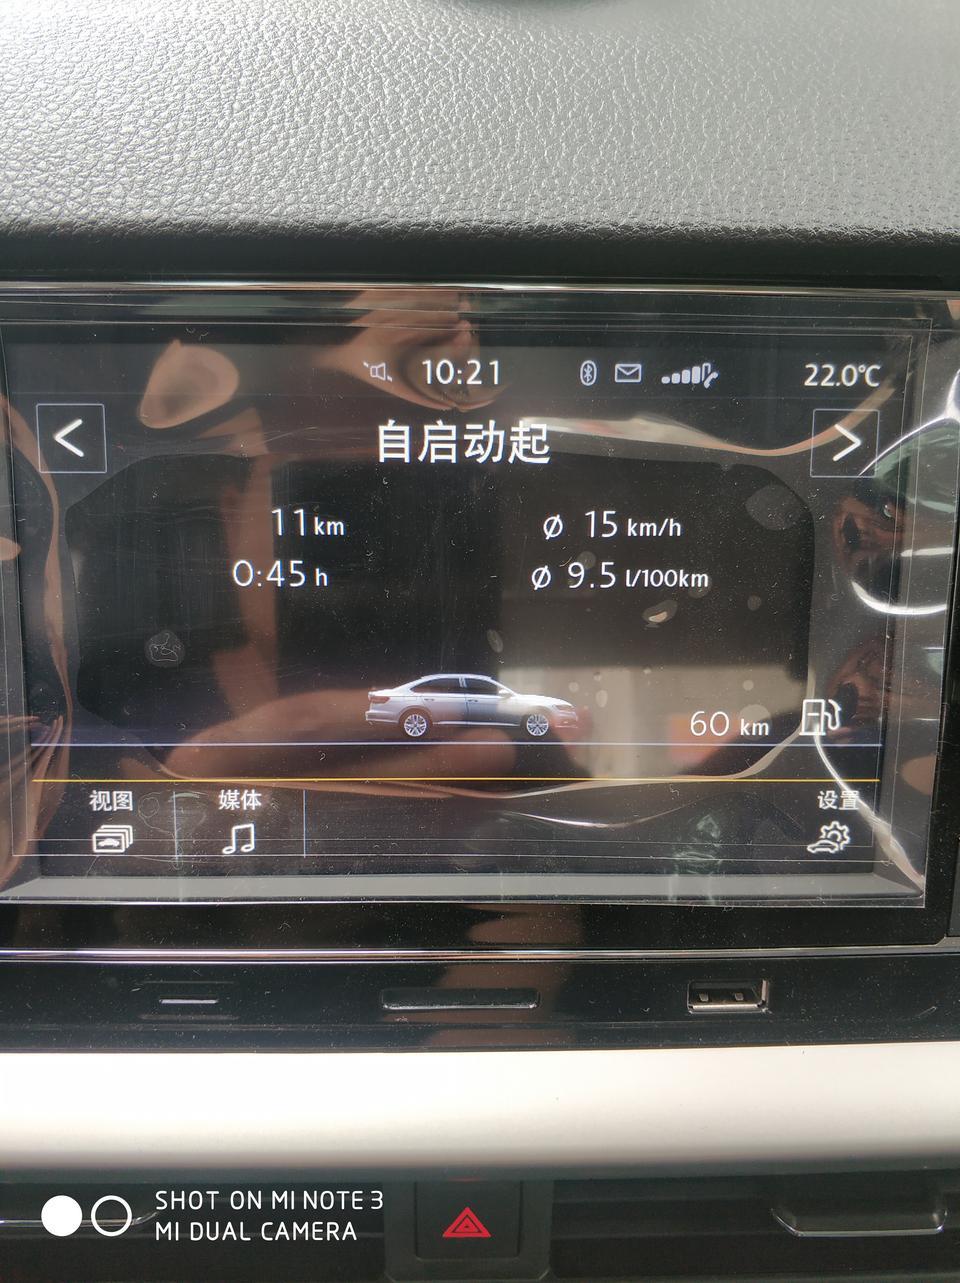 10:21
22.0°C
自启动起
11 km
Ø 15 km/h
0:45 h
Ø 9.5 l/100km
60 km
视图
媒体
设置
SHOT ON MI NOTE 3
MI DUAL CAMERA